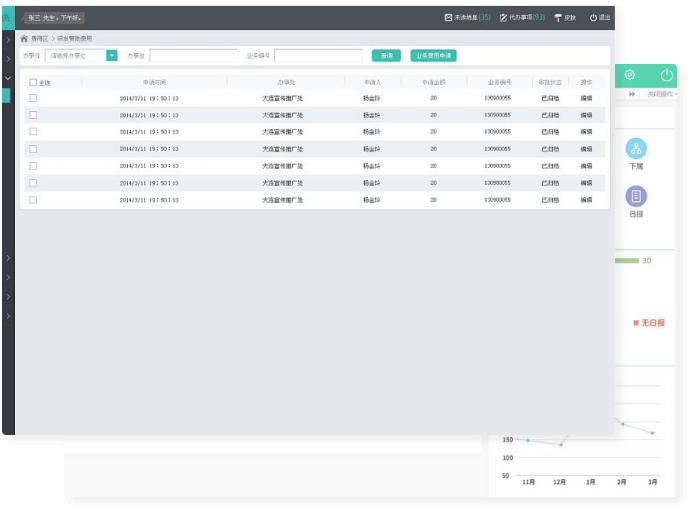 张三 先生，下午好。
未读消息(35) 代办事项(93) 皮肤 退出
费用区 > 研发赞助费用
办事处 请选择办事处 办事处 业务编号 查询 业务费用申请
全选 申请时间 办事处 申请人 申请金额 业务编号 审批状态 操作
2014/3/11 19:50:13 大连宣传推广处 杨金玲 20 130900055 已归档 编辑
2014/3/11 19:50:13 大连宣传推广处 杨金玲 20 130900055 已归档 编辑
2014/3/11 19:50:13 大连宣传推广处 杨金玲 20 130900055 已归档 编辑
2014/3/11 19:50:13 大连宣传推广处 杨金玲 20 130900055 已归档 编辑
2014/3/11 19:50:13 大连宣传推广处 杨金玲 20 130900055 已归档 编辑
2014/3/11 19:50:13 大连宣传推广处 杨金玲 20 130900055 已归档 编辑
2014/3/11 19:50:13 大连宣传推广处 杨金玲 20 130900055 已归档 编辑
关闭操作
下属
日报
30
无日报
150
100
50
11月 12月 1月 2月 3月